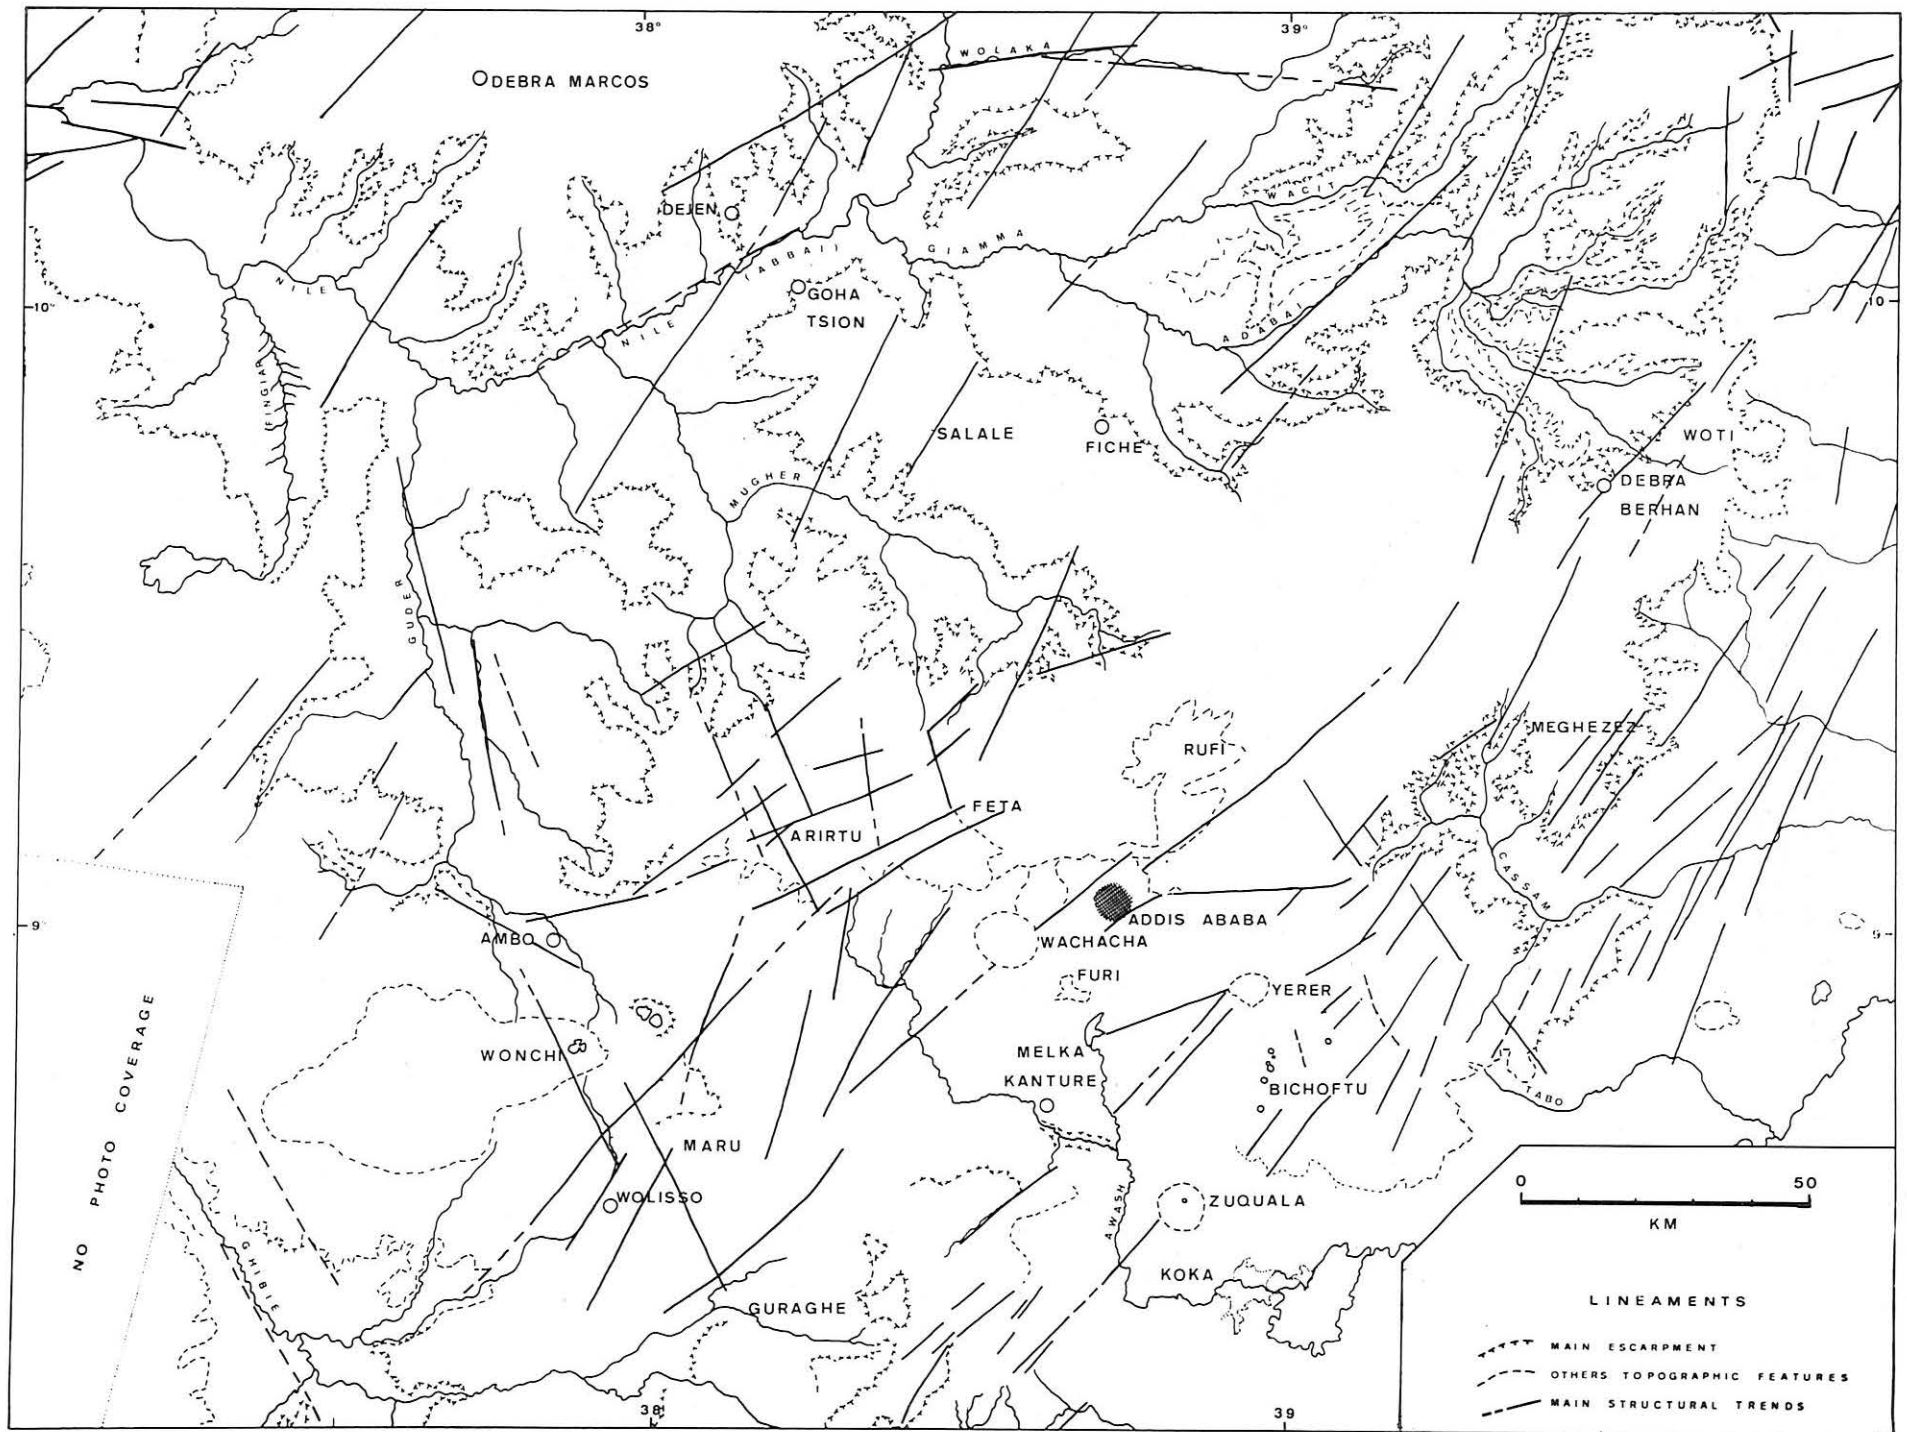 38°
39°
WOLAKA
DEBRA MARCOS
WACIT
DEJEN
GIAMMA
(ABBAI)
NILE
GOHA
TSION
10°
10
NILE
ADABAI
FINGIAR
SALALE
FICHE
WOTI
MUGHER
DEBRA
BERHAN
GUDER
MEGHEZEZ
RUFI
FETA
ARIRTU
CASSAM
ADDIS ABABA
9°
9
AMBO
WACHACHA
FURI
YERER
NO PHOTO COVERAGE
WONCHI
MELKA
KANTURE
BICHOFTU
TABO
MARU
WOLISSO
AWASH
ZUQUALA
0 50
KM
GHIBIE
KOKA
GURAGHE
LINEAMENTS
MAIN ESCARPMENT
OTHERS TOPOGRAPHIC FEATURES
MAIN STRUCTURAL TRENDS
38
39